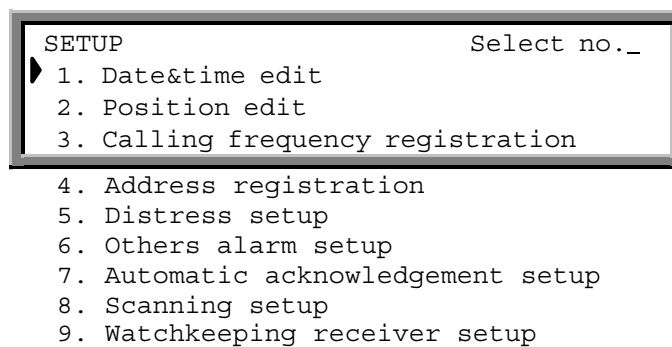 SETUP Select no._
1. Date&time edit
2. Position edit
3. Calling frequency registration
4. Address registration
5. Distress setup
6. Others alarm setup
7. Automatic acknowledgement setup
8. Scanning setup
9. Watchkeeping receiver setup